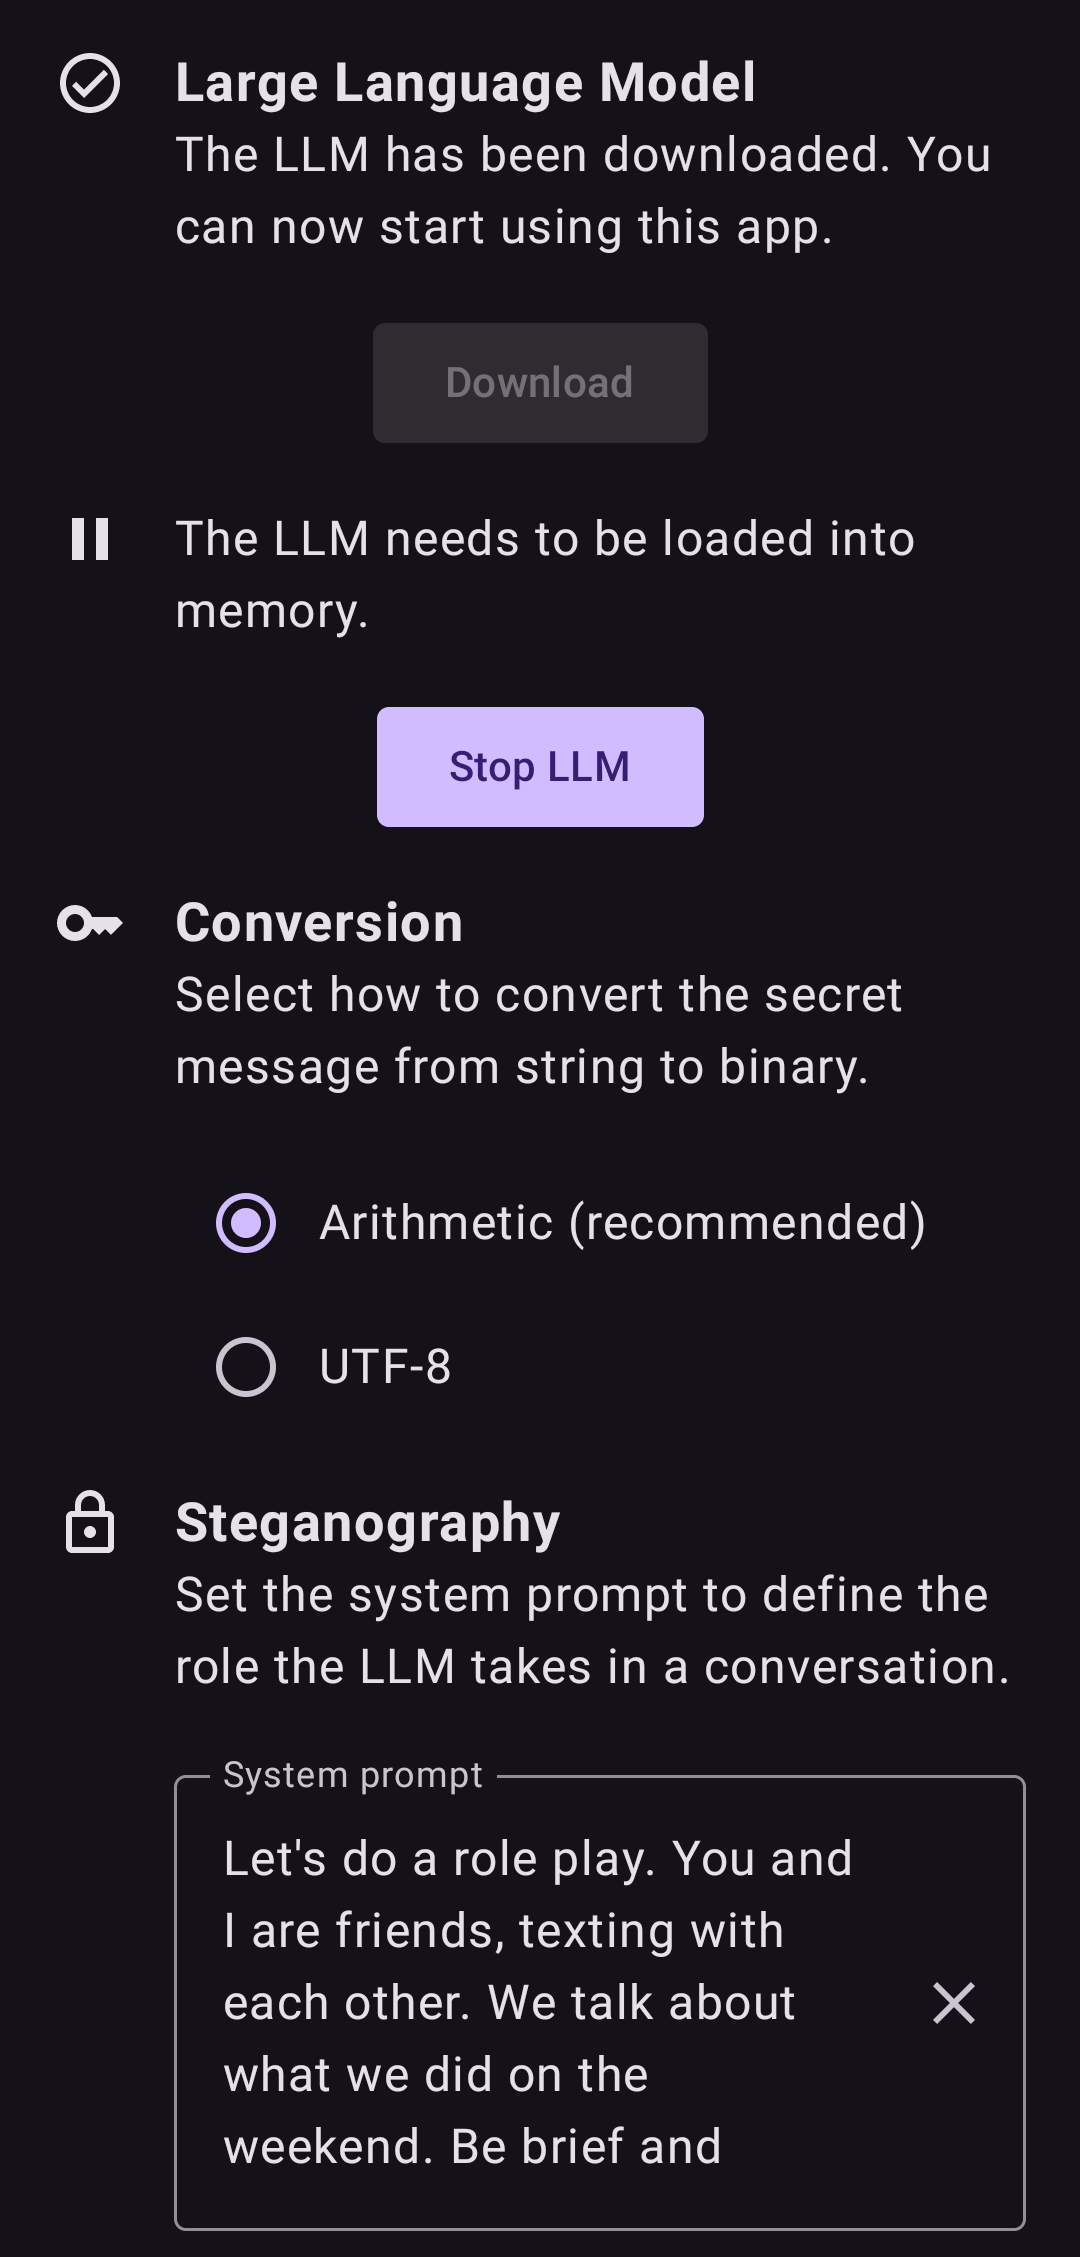 Large Language Model
The LLM has been downloaded. You
can now start using this app.
Download
The LLM needs to be loaded into
memory.
Stop LLM
Conversion
Select how to convert the secret
message from string to binary.
Arithmetic (recommended)
UTF-8
Steganography
Set the system prompt to define the
role the LLM takes in a conversation.
System prompt
Let's do a role play. You and
I are friends, texting with
each other. We talk about
what we did on the
weekend. Be brief and